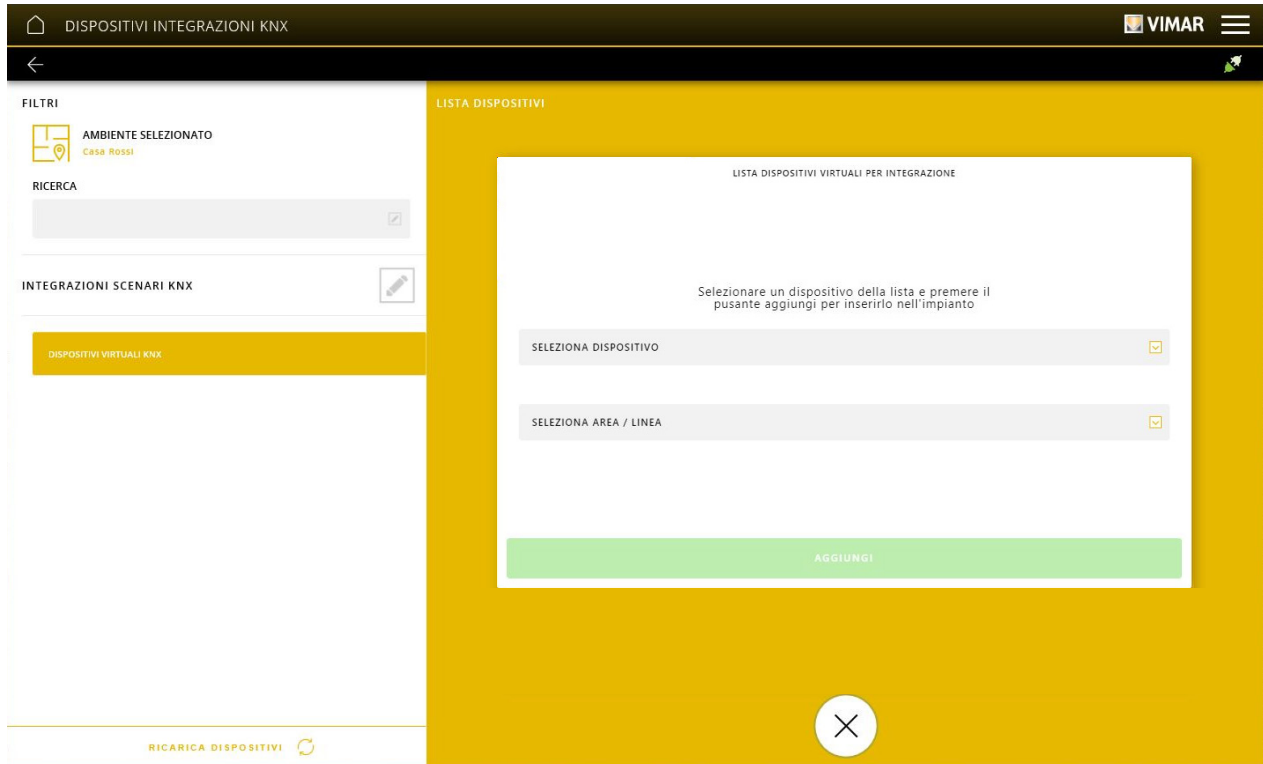 DISPOSITIVI INTEGRAZIONI KNX
VIMAR
FILTRI
AMBIENTE SELEZIONATO
Casa Rossi
RICERCA
INTEGRAZIONI SCENARI KNX
DISPOSITIVI VIRTUALI KNX
RICARICA DISPOSITIVI
LISTA DISPOSITIVI
LISTA DISPOSITIVI VIRTUALI PER INTEGRAZIONE
Selezionare un dispositivo della lista e premere il
pusante aggiungi per inserirlo nell'impianto
SELEZIONA DISPOSITIVO
SELEZIONA AREA / LINEA
AGGIUNGI